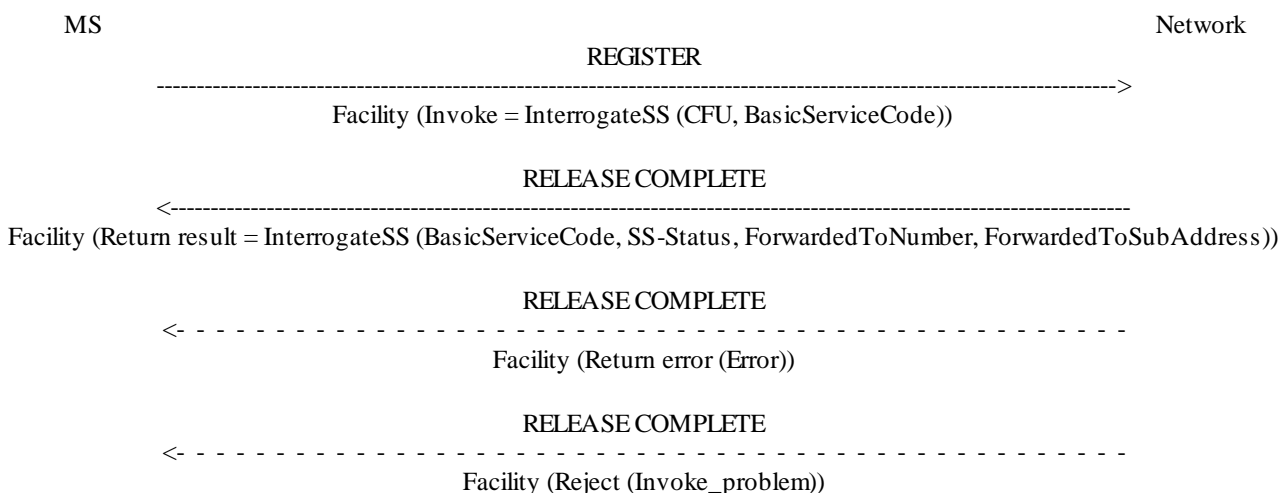 MS Network
REGISTER
------------------------------------------------------------------------------------------------------------------------>
Facility (Invoke = InterrogateSS (CFU, BasicServiceCode))
RELEASE COMPLETE
<------------------------------------------------------------------------------------------------------------------------
Facility (Return result = InterrogateSS (BasicServiceCode, SS-Status, ForwardedToNumber, ForwardedToSubAddress))
RELEASE COMPLETE
<- - - - - - - - - - - - - - - - - - - - - - - - - - - - - - - - - - - - - - - - - - - - - - - -
Facility (Return error (Error))
RELEASE COMPLETE
<- - - - - - - - - - - - - - - - - - - - - - - - - - - - - - - - - - - - - - - - - - - - - - - -
Facility (Reject (Invoke_problem))